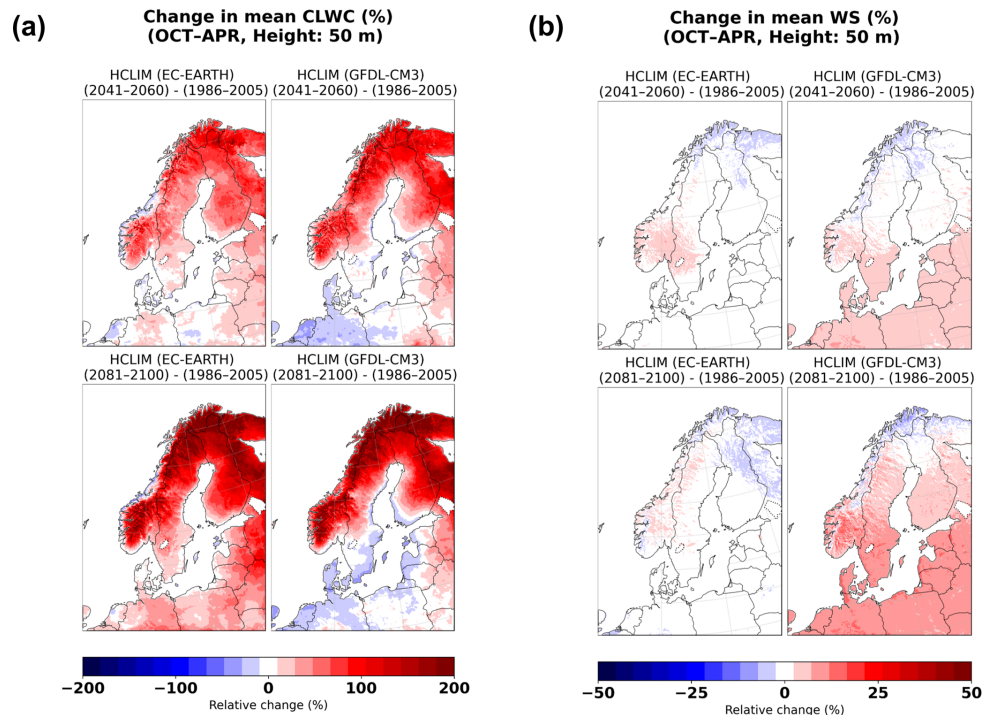 (a)
Change in mean CLWC (%)
(OCT–APR, Height: 50 m)
HCLIM (EC-EARTH)
(2041–2060) - (1986–2005)
HCLIM (GFDL-CM3)
(2041–2060) - (1986–2005)
HCLIM (EC-EARTH)
(2081–2100) - (1986–2005)
HCLIM (GFDL-CM3)
(2081–2100) - (1986–2005)
−200 −100 0 100 200
Relative change (%)
(b)
Change in mean WS (%)
(OCT–APR, Height: 50 m)
HCLIM (EC-EARTH)
(2041–2060) - (1986–2005)
HCLIM (GFDL-CM3)
(2041–2060) - (1986–2005)
HCLIM (EC-EARTH)
(2081–2100) - (1986–2005)
HCLIM (GFDL-CM3)
(2081–2100) - (1986–2005)
−50 −25 0 25 50
Relative change (%)